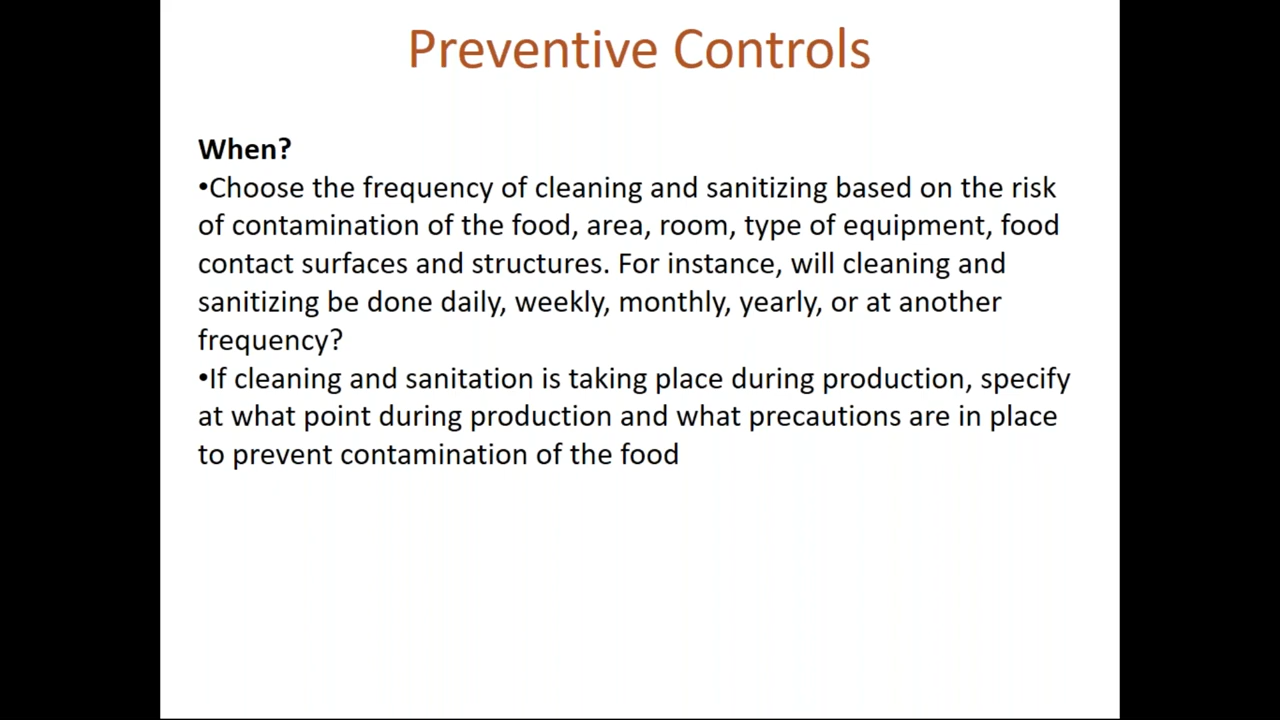 Preventive Controls
When?
•Choose the frequency of cleaning and sanitizing based on the risk
of contamination of the food, area, room, type of equipment, food
contact surfaces and structures. For instance, will cleaning and
sanitizing be done daily, weekly, monthly, yearly, or at another
frequency?
•If cleaning and sanitation is taking place during production, specify
at what point during production and what precautions are in place
to prevent contamination of the food